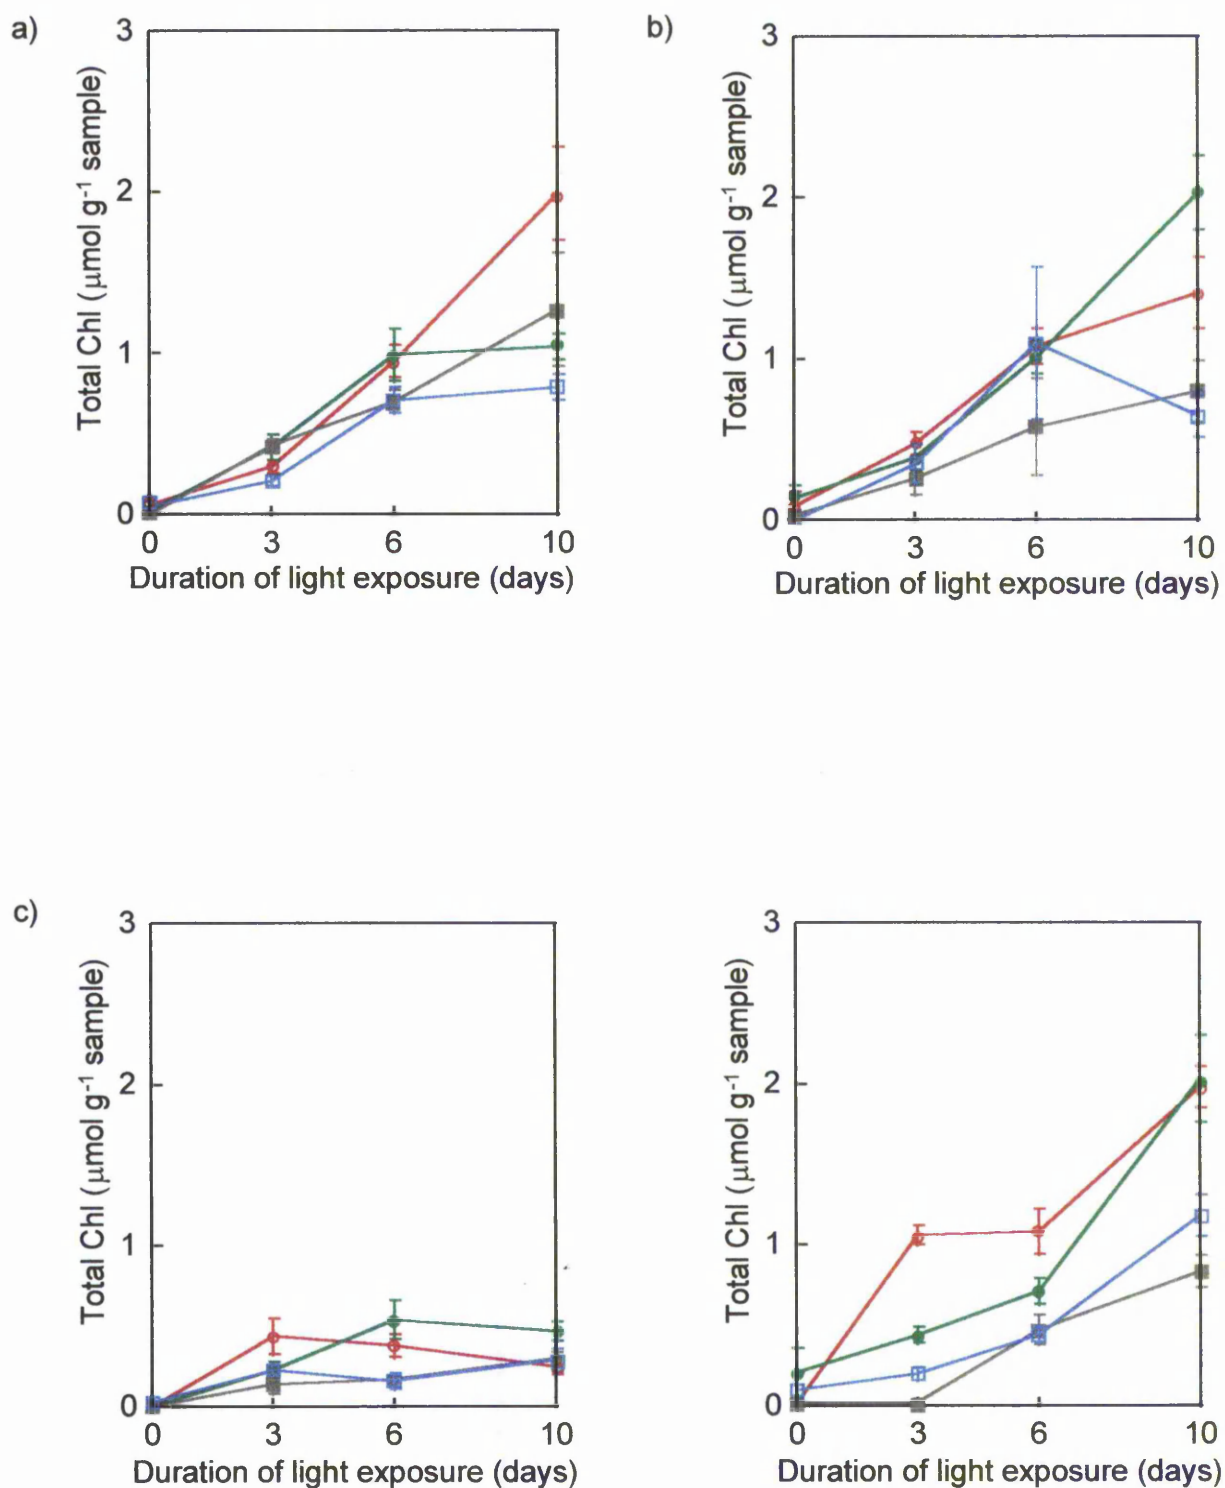 a)
Total Chl (μmol g⁻¹ sample)
3
2
1
0
0 3 6 10
Duration of light exposure (days)
b)
Total Chl (μmol g⁻¹ sample)
3
2
1
0
0 3 6 10
Duration of light exposure (days)
c)
Total Chl (μmol g⁻¹ sample)
3
2
1
0
0 3 6 10
Duration of light exposure (days)
Total Chl (μmol g⁻¹ sample)
3
2
1
0
0 3 6 10
Duration of light exposure (days)